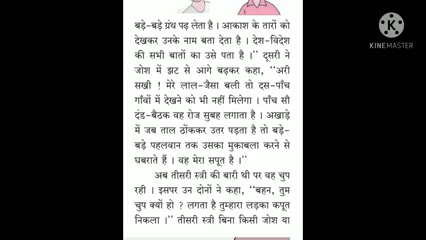 बड़े-बड़े ग्रंथ पढ़ लेता है । आकाश के तारों को
देखकर उनके नाम बता देता है । देश-विदेश
की सभी बातों का उसे पता है ।'' दूसरी ने
जोश में झट से आगे बढ़कर कहा, ''अरी
सखी ! मेरे लाल-जैसा बली तो दस-पाँच
गाँवों में देखने को भी नहीं मिलेगा । पाँच सौ
दंड-बैठक वह रोज सुबह लगाता है । अखाड़े
में जब ताल ठोंककर उतर पड़ता है तो बड़े-
बड़े पहलवान तक उसका मुकाबला करने से
घबराते हैं । वह मेरा सपूत है ।''
अब तीसरी स्त्री की बारी थी पर वह चुप
रही । इसपर उन दोनों ने कहा, ''बहन, तुम
चुप क्यों हो ? लगता है तुम्हारा लड़का कपूत
निकला ।'' तीसरी स्त्री बिना किसी जोश या
KINEMASTER